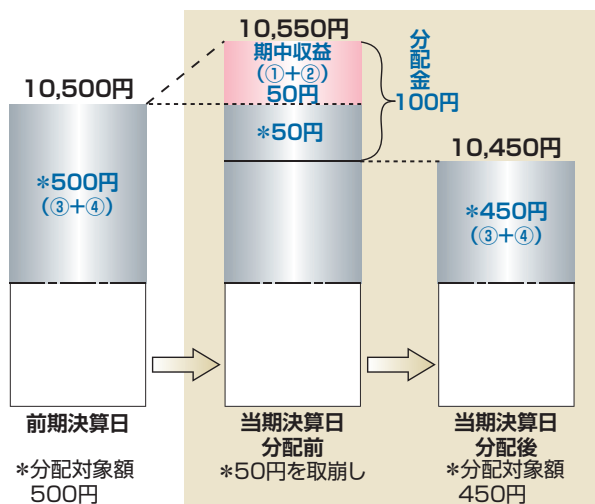 10,500円
*500円
(③+④)
前期決算日
*分配対象額
500円
10,550円
期中収益
(①+②)
50円
*50円
分配金
100円
当期決算日
分配前
*50円を取崩し
10,450円
*450円
(③+④)
当期決算日
分配後
*分配対象額
450円